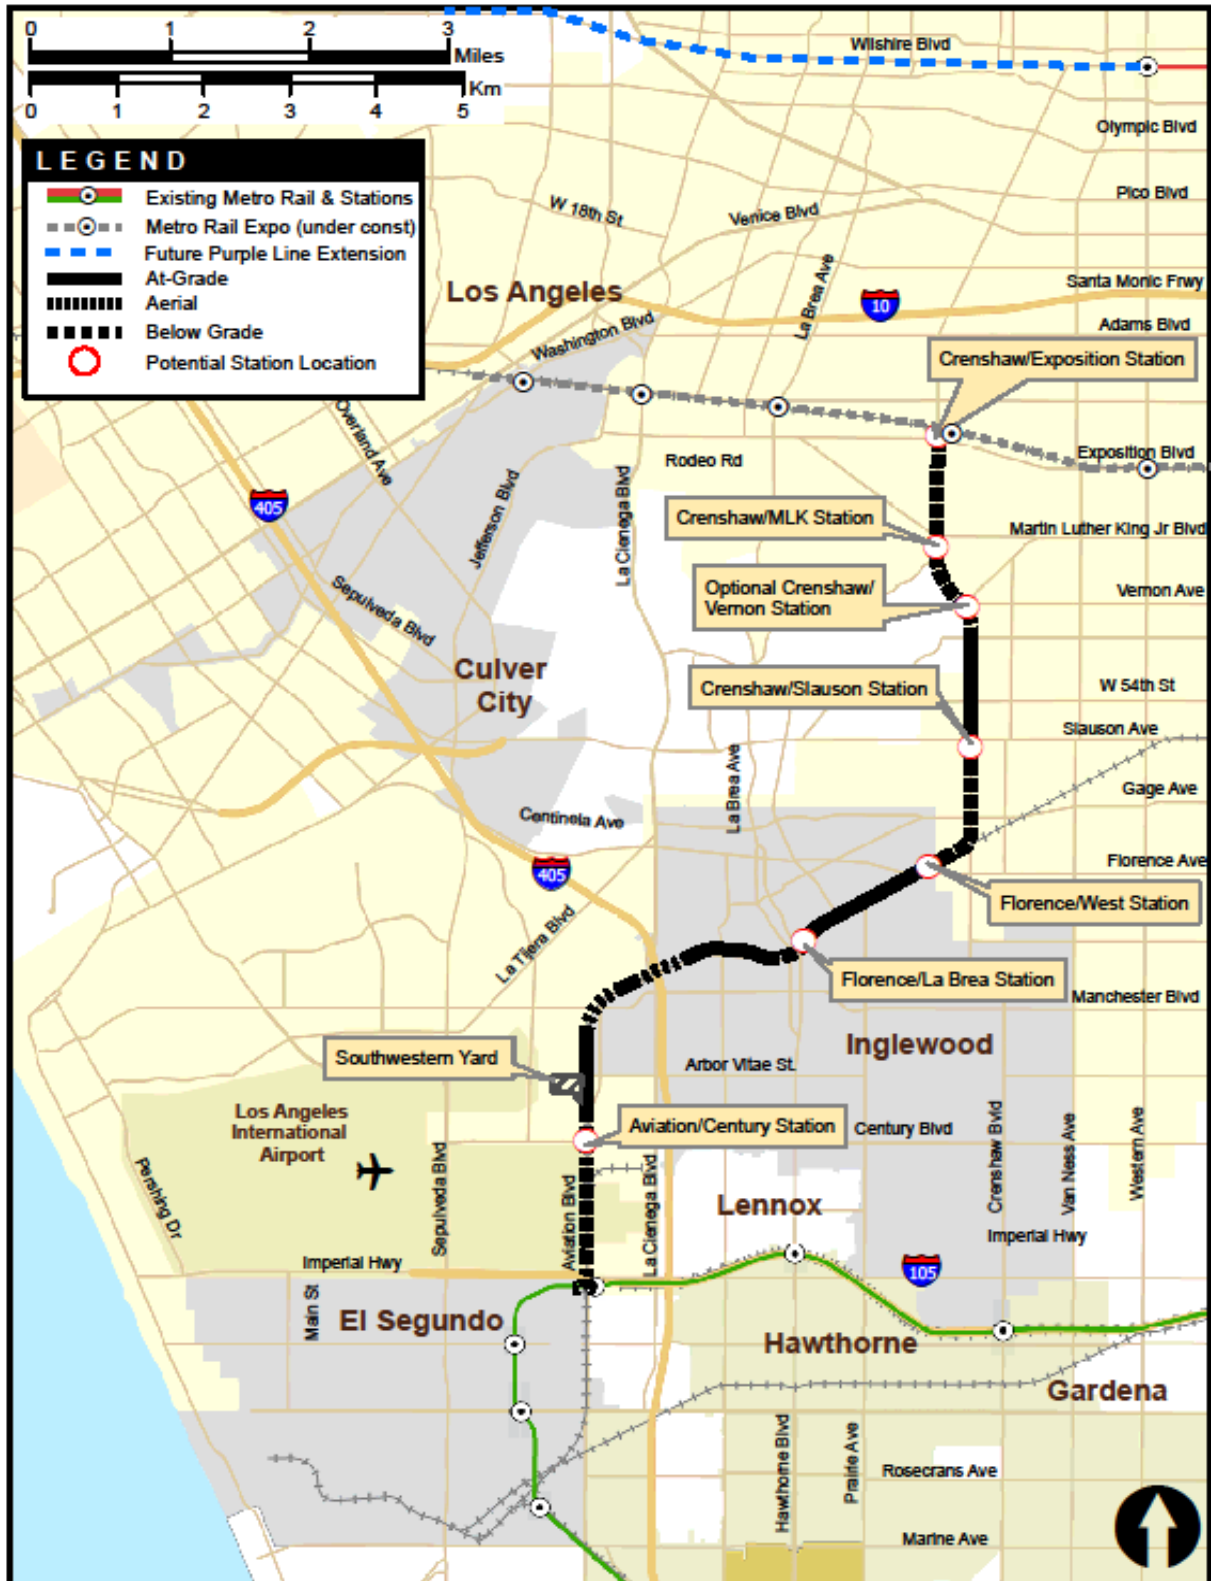 0 1 2 3
Miles
Km
0 1 2 3 4 5
LEGEND
Existing Metro Rail & Stations
Metro Rail Expo (under const)
Future Purple Line Extension
At-Grade
Aerial
Below Grade
Potential Station Location
Wilshire Blvd
Olympic Blvd
Pico Blvd
W 18th St
Venice Blvd
La Brea Ave
Santa Monic Frwy
Los Angeles
10
Adams Blvd
Washington Blvd
Crenshaw/Exposition Station
Overland Ave
Exposition Blvd
Rodeo Rd
405
Jefferson Blvd
La Cienega Blvd
Crenshaw/MLK Station
Martin Luther King Jr Blvd
Optional Crenshaw/
Vernon Station
Vernon Ave
Sepulveda Blvd
Culver
City
Crenshaw/Slauson Station
W 54th St
Slauson Ave
La Brea Ave
Gage Ave
Centinela Ave
405
Florence Ave
Florence/West Station
La Tijera Blvd
Florence/La Brea Station
Manchester Blvd
Inglewood
Southwestern Yard
Arbor Vitae St.
Los Angeles
International
Airport
Aviation/Century Station
Century Blvd
Pershing Dr
Sepulveda Blvd
Aviation Blvd
La Cienega Blvd
Crenshaw Blvd
Van Ness Ave
Western Ave
Lennox
Imperial Hwy
Imperial Hwy
105
Main St
El Segundo
Hawthorne
Gardena
Hawthorne Blvd
Prairie Ave
Rosecrans Ave
Marine Ave